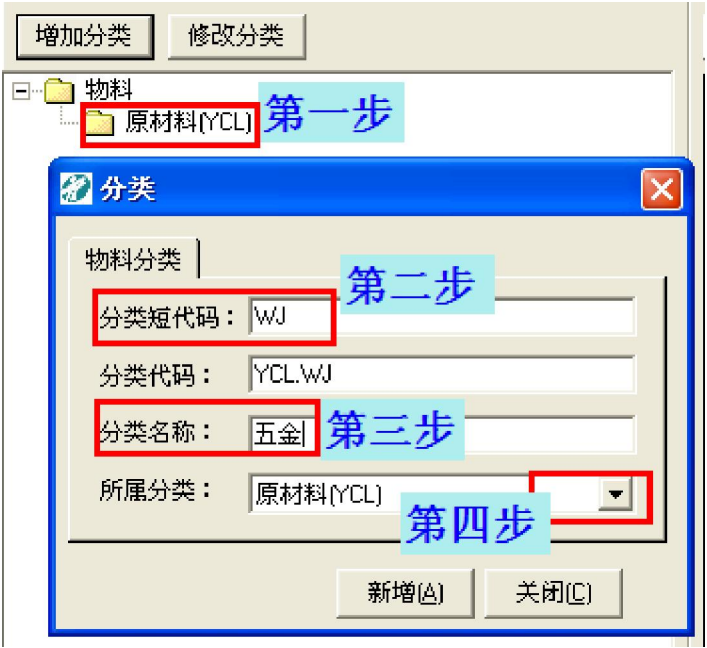 增加分类 修改分类
物料
原材料(YCL) 第一步
分类
物料分类
第二步
分类短代码： WJ
分类代码： YCL.WJ
分类名称： 五金 第三步
所属分类： 原材料(YCL)
第四步
新增(A) 关闭(C)